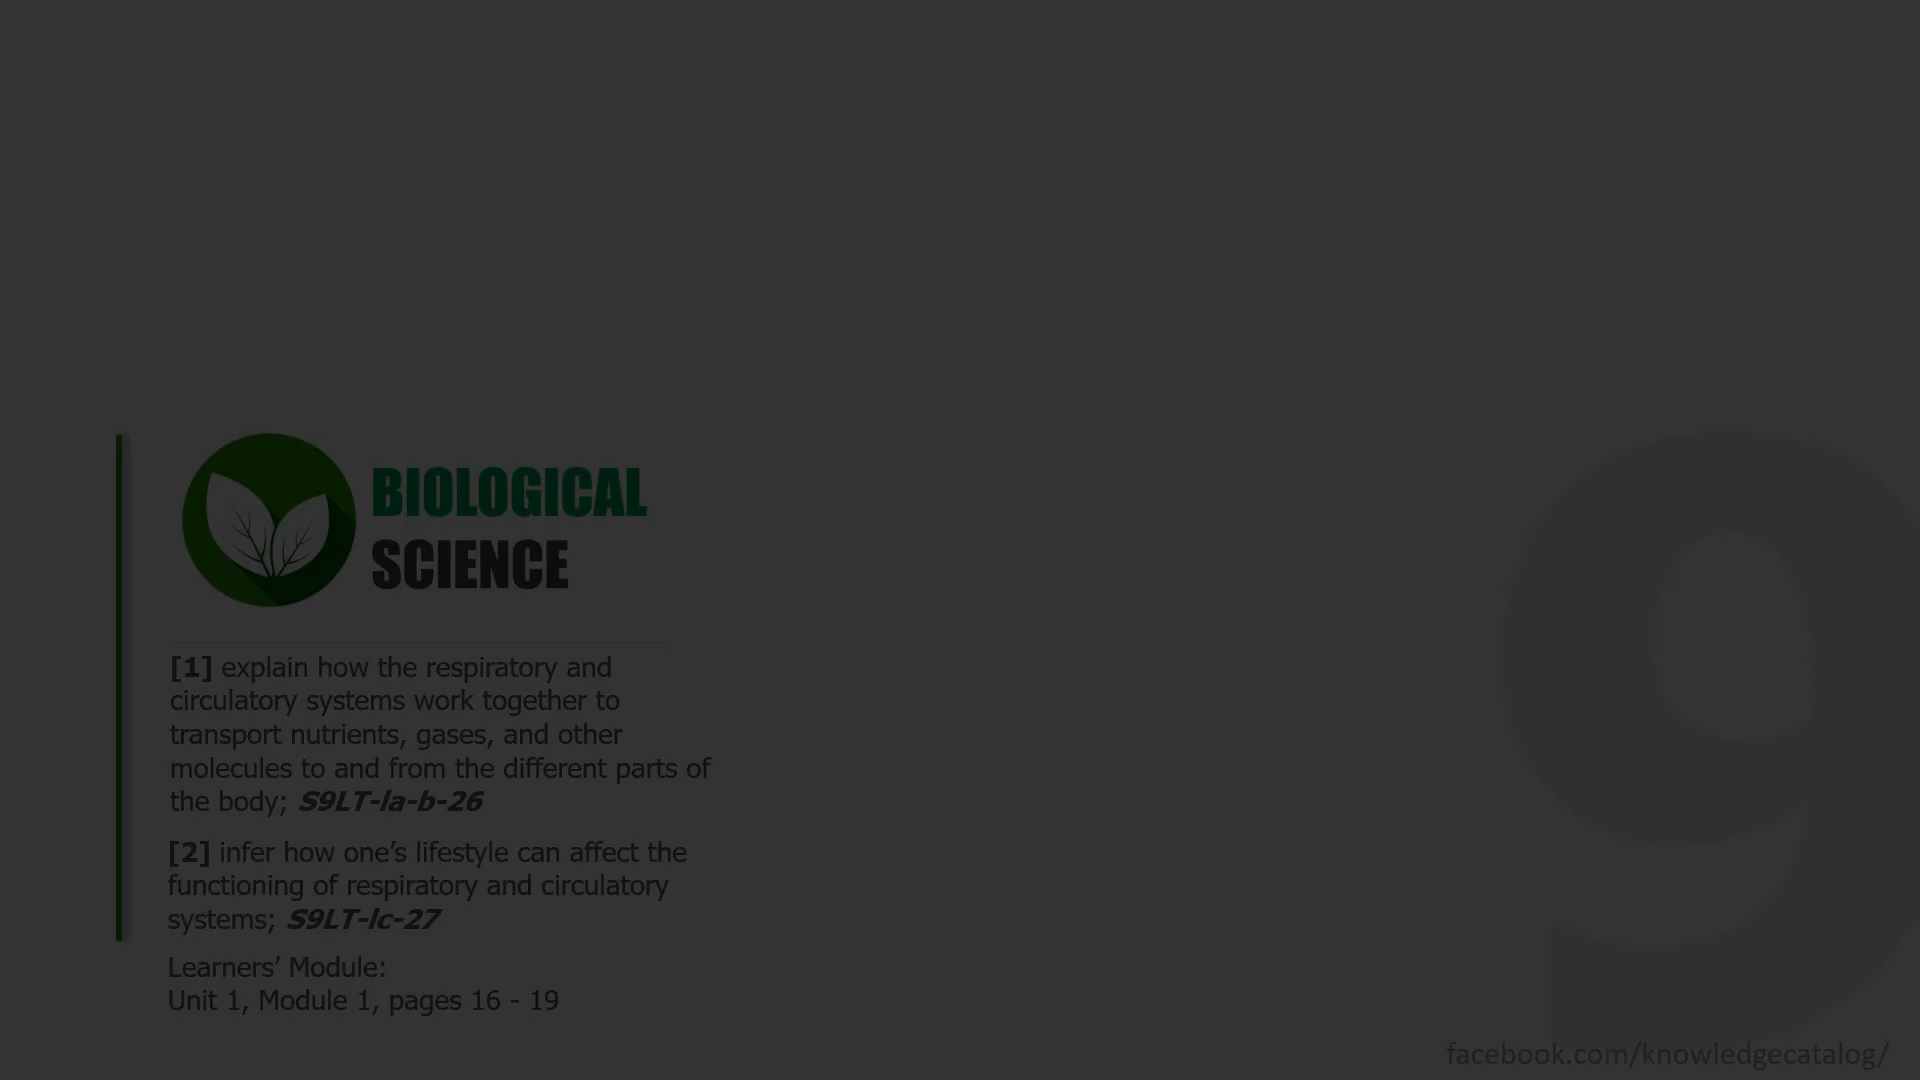 BIOLOGICAL
SCIENCE
[1] explain how the respiratory and
circulatory systems work together to
transport nutrients, gases, and other
molecules to and from the different parts of
the body; S9LT-la-b-26
[2] infer how one’s lifestyle can affect the
functioning of respiratory and circulatory
systems; S9LT-lc-27
Learners’ Module:
Unit 1, Module 1, pages 16 - 19
9
facebook.com/knowledgecatalog/